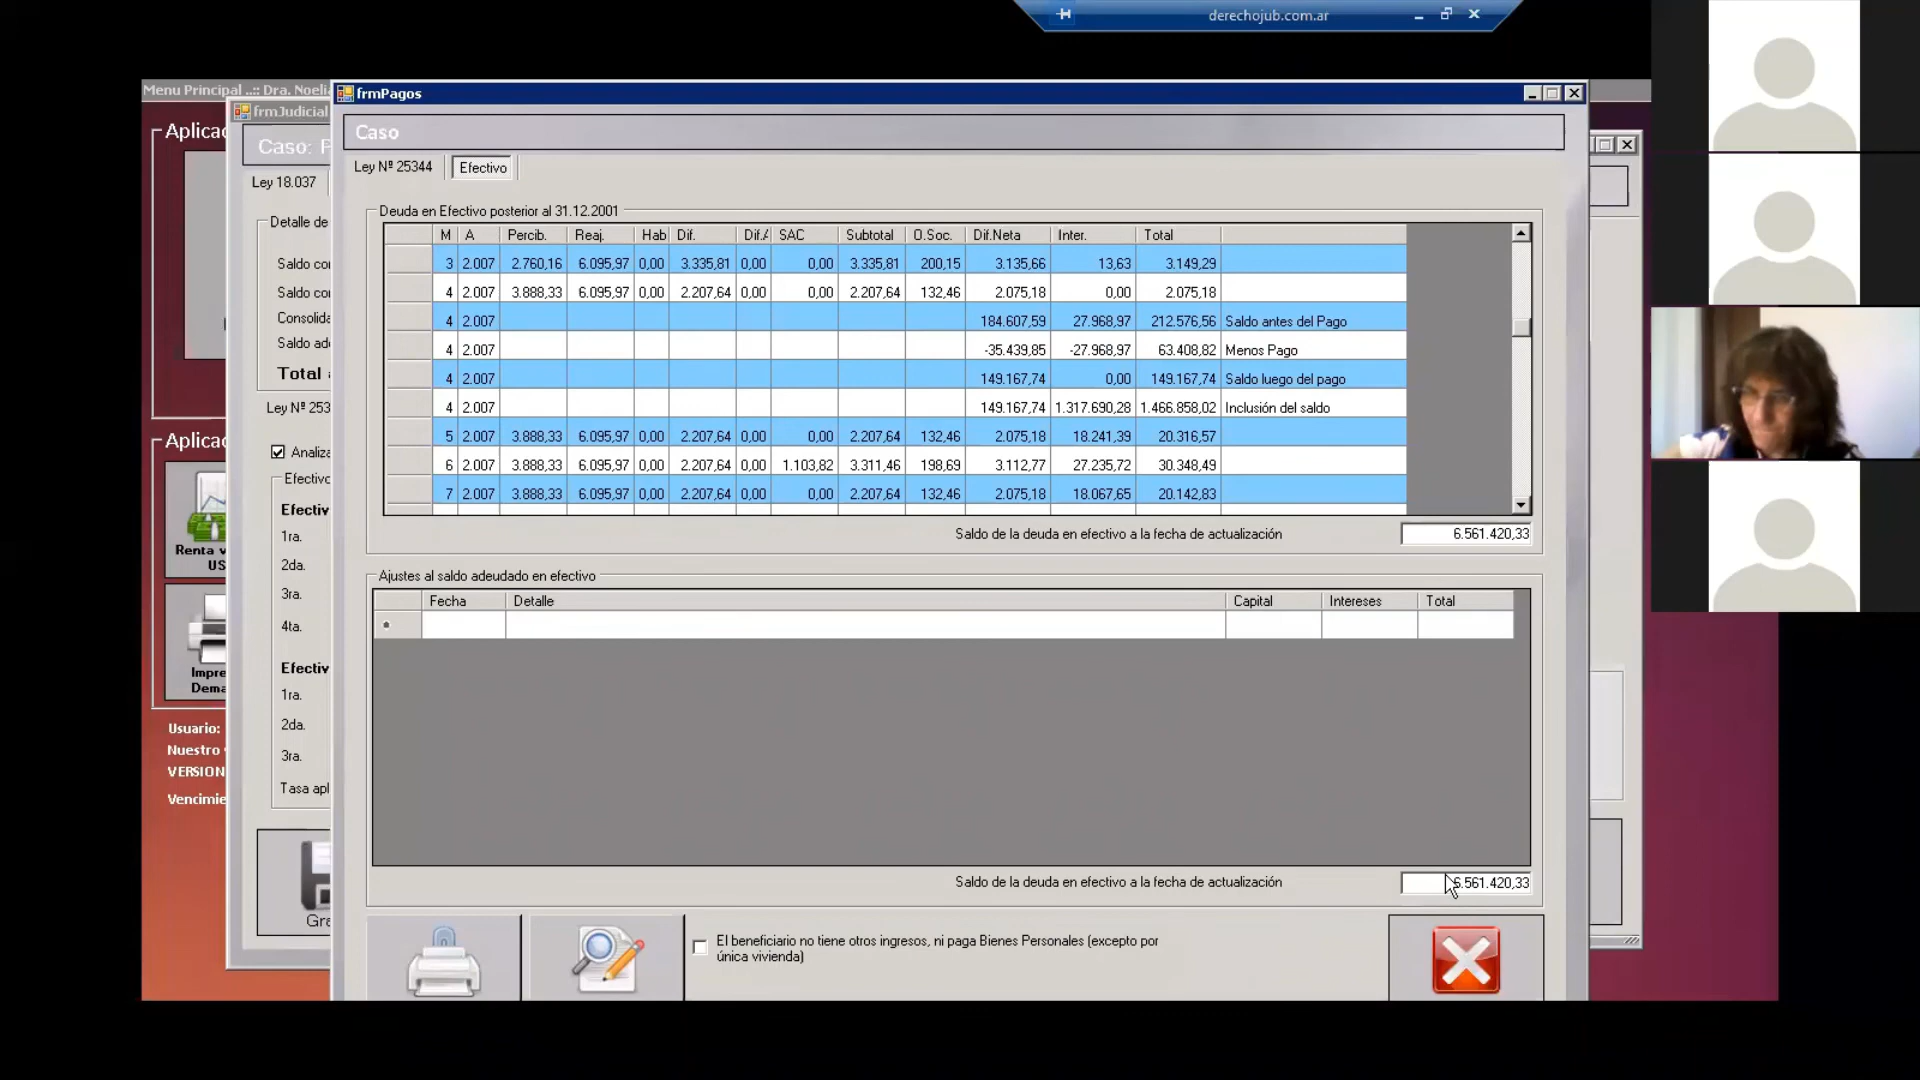 derechojub.com.ar
Menu Principal ..:: Dra. Noelia
frmJudicial
frmPagos
Caso: P
Caso
Aplicac
Ley 18.037
Ley Nº 25344
Efectivo
Detalle de
Saldo con
Saldo con
Consolida
Saldo ade
Total a
Ley Nº 253
Analiza
Efectivo
Efectiv
1ra.
2da.
3ra.
4ta.
Efectiv
1ra.
2da.
3ra.
Tasa apl
Gra
Aplicac
Renta v
US
Impre
Dema
Usuario:
Nuestro
VERSION
Vencimie
Deuda en Efectivo posterior al 31.12.2001
M A Percib. Reaj. Hab Dif. Dif./ SAC Subtotal O.Soc. Dif.Neta Inter. Total
3 2.007 2.760,16 6.095,97 0,00 3.335,81 0,00 0,00 3.335,81 200,15 3.135,66 13,63 3.149,29
4 2.007 3.888,33 6.095,97 0,00 2.207,64 0,00 0,00 2.207,64 132,46 2.075,18 0,00 2.075,18
4 2.007 184.607,59 27.968,97 212.576,56 Saldo antes del Pago
4 2.007 -35.439,85 -27.968,97 63.408,82 Menos Pago
4 2.007 149.167,74 0,00 149.167,74 Saldo luego del pago
4 2.007 149.167,74 1.317.690,28 1.466.858,02 Inclusión del saldo
5 2.007 3.888,33 6.095,97 0,00 2.207,64 0,00 0,00 2.207,64 132,46 2.075,18 18.241,39 20.316,57
6 2.007 3.888,33 6.095,97 0,00 2.207,64 0,00 1.103,82 3.311,46 198,69 3.112,77 27.235,72 30.348,49
7 2.007 3.888,33 6.095,97 0,00 2.207,64 0,00 0,00 2.207,64 132,46 2.075,18 18.067,65 20.142,83
Saldo de la deuda en efectivo a la fecha de actualización 6.561.420,33
Ajustes al saldo adeudado en efectivo
Fecha Detalle Capital Intereses Total
Saldo de la deuda en efectivo a la fecha de actualización 6.561.420,33
El beneficiario no tiene otros ingresos, ni paga Bienes Personales (excepto por
única vivienda)